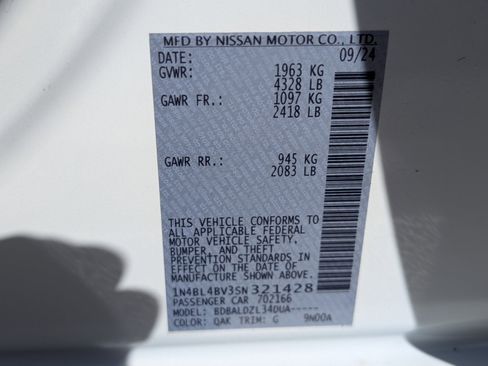 MFD BY NISSAN MOTOR CO., LTD.
DATE: 09/24
GVWR: 1963 KG
4328 LB
GAWR FR.: 1097 KG
2418 LB
GAWR RR.: 945 KG
2083 LB
THIS VEHICLE CONFORMS TO
ALL APPLICABLE FEDERAL
MOTOR VEHICLE SAFETY,
BUMPER, AND THEFT
PREVENTION STANDARDS
IN EFFECT ON THE DATE OF
MANUFACTURE SHOWN ABOVE.
1N4BL4BV3SN321428
PASSENGER CAR 702166
MODEL: BDBALDZL34DUA-----
COLOR: QAK TRIM: G 9N00A